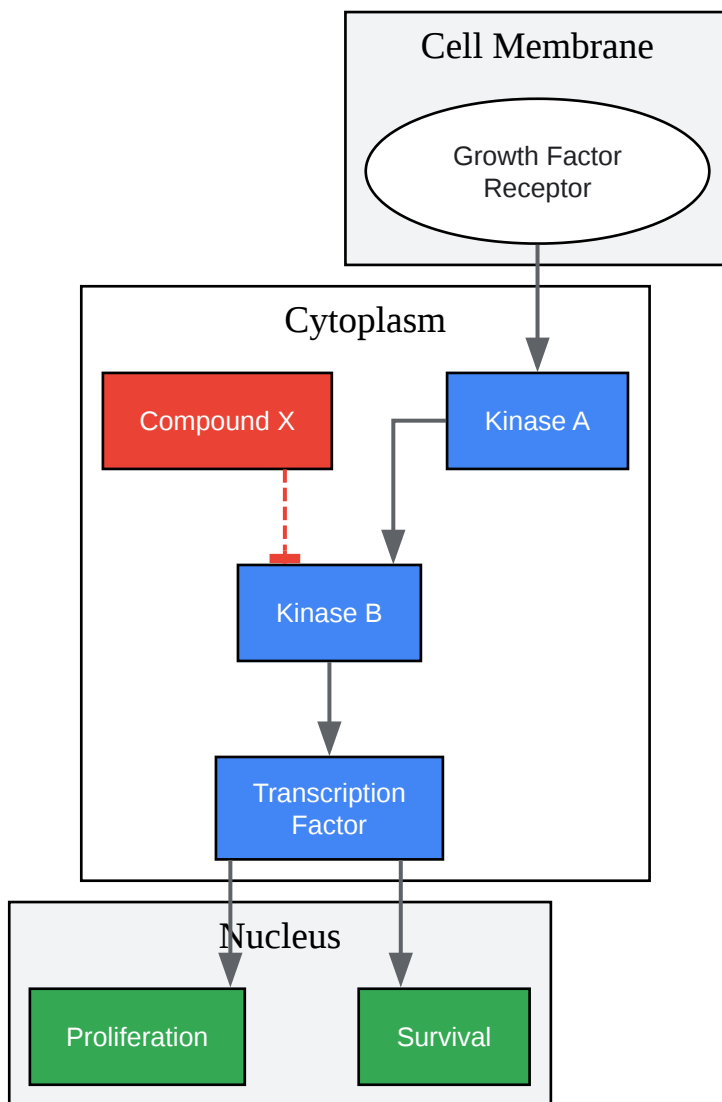 Cell Membrane
Growth Factor
Receptor
Cytoplasm
Compound X
Kinase A
Kinase B
Transcription
Factor
Nucleus
Proliferation
Survival